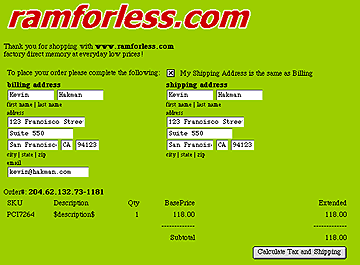 ramforless.com
Thank you for shopping with www.ramforless.com
factory direct memory at everyday low prices!
To place your order please complete the following: My Shipping Address is the same as Billing
billing address shipping address
Kevin Hakman Kevin Hakman
first name | last name first name | last name
address address
123 Francisco Stree 123 Francisco Stree
Suite 550 Suite 550
San Francisc CA 94123 San Francisc CA 94123
city | state | zip city | state | zip
email
kevin@hakman.com
Order#: 204.62.132.73-1181
SKU Description Qty BasePrice Extended
PCI7264 $description$ 1 118.00 118.00
-------------- --------------
Subtotal 118.00
Calculate Tax and Shipping